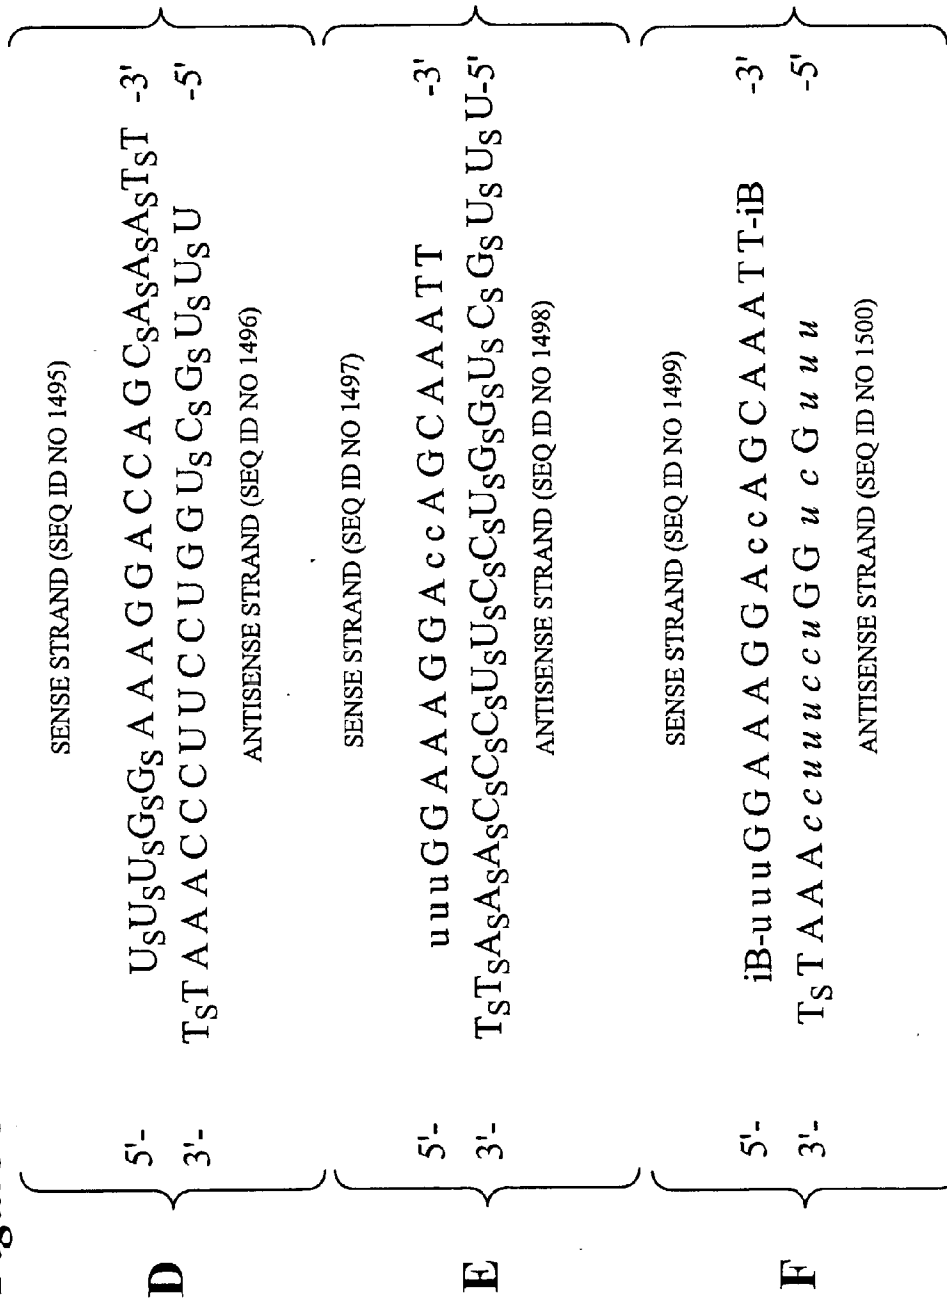 SENSE STRAND (SEQ ID NO 1495)
D 5'- USUSUSGSGS A A A G G A C C A G CSASASASTST -3'
3'- TST A A A C C C U U C C U G G USCSGSUSUSU -5'
ANTISENSE STRAND (SEQ ID NO 1496)
SENSE STRAND (SEQ ID NO 1497)
E 5'- u u u G G A A A G G A c c A G C A A A T T -3'
3'- TSTSASASASCSCSCSUSUSCSCSUSGSGSUSCSGSUSUSU-5'
ANTISENSE STRAND (SEQ ID NO 1498)
SENSE STRAND (SEQ ID NO 1499)
F 5'- iB-u u u G G A A A G G A c c A G C A A A T T-iB -3'
3'- TS T A A A c c u u u c c u G G u c G u u u -5'
ANTISENSE STRAND (SEQ ID NO 1500)